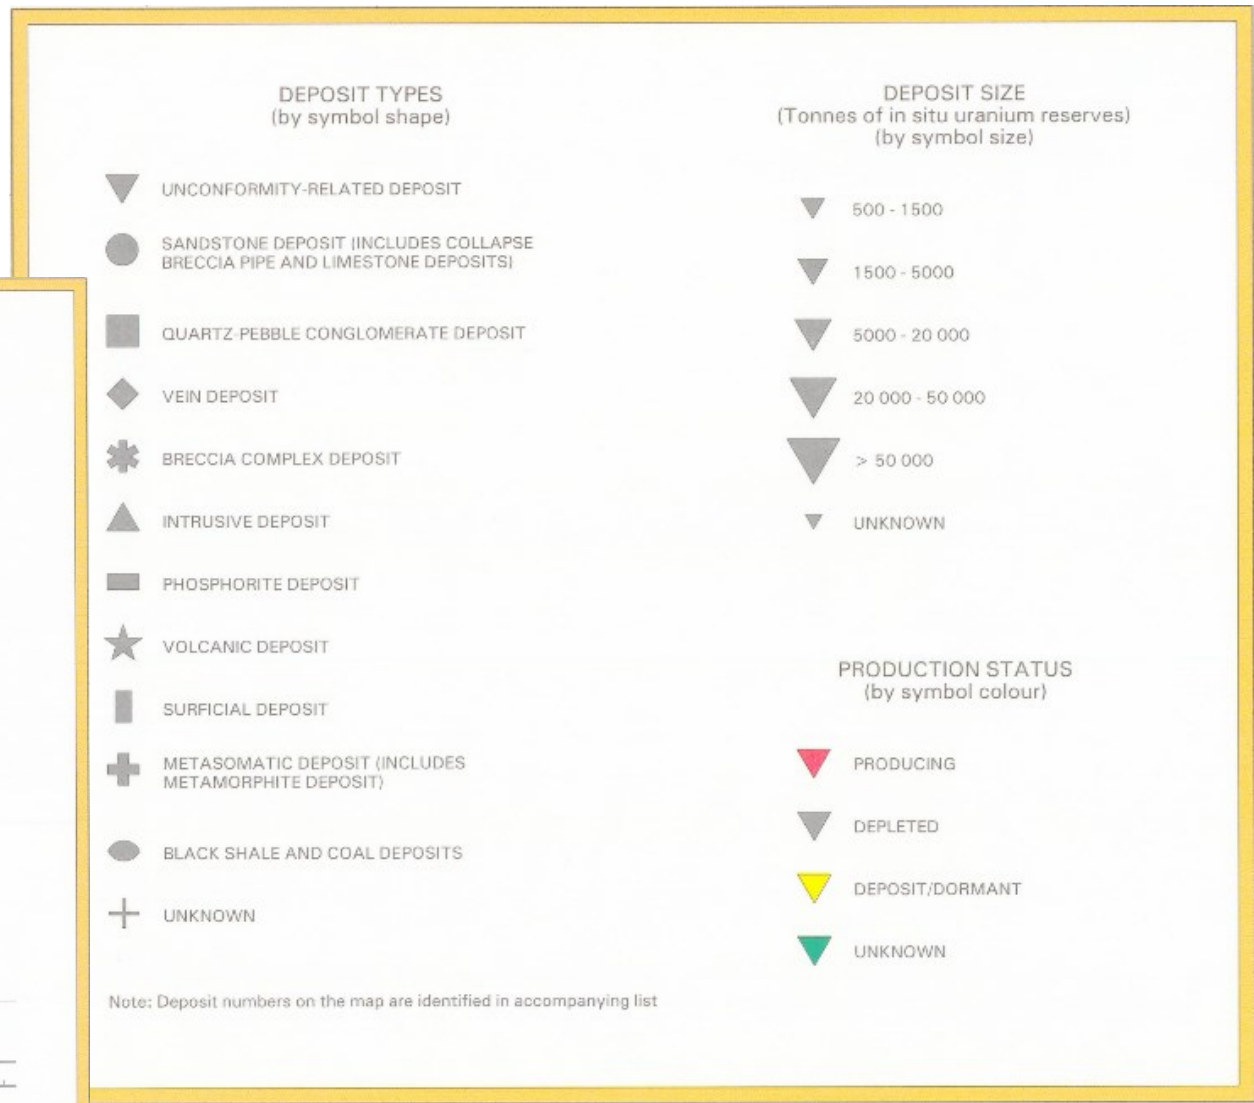 DEPOSIT TYPES
(by symbol shape)
UNCONFORMITY-RELATED DEPOSIT
SANDSTONE DEPOSIT (INCLUDES COLLAPSE
BRECCIA PIPE AND LIMESTONE DEPOSITS)
QUARTZ-PEBBLE CONGLOMERATE DEPOSIT
VEIN DEPOSIT
BRECCIA COMPLEX DEPOSIT
INTRUSIVE DEPOSIT
PHOSPHORITE DEPOSIT
VOLCANIC DEPOSIT
SURFICIAL DEPOSIT
METASOMATIC DEPOSIT (INCLUDES
METAMORPHITE DEPOSIT)
BLACK SHALE AND COAL DEPOSITS
UNKNOWN
Note: Deposit numbers on the map are identified in accompanying list
DEPOSIT SIZE
(Tonnes of in situ uranium reserves)
(by symbol size)
500 - 1500
1500 - 5000
5000 - 20 000
20 000 - 50 000
> 50 000
UNKNOWN
PRODUCTION STATUS
(by symbol colour)
PRODUCING
DEPLETED
DEPOSIT/DORMANT
UNKNOWN